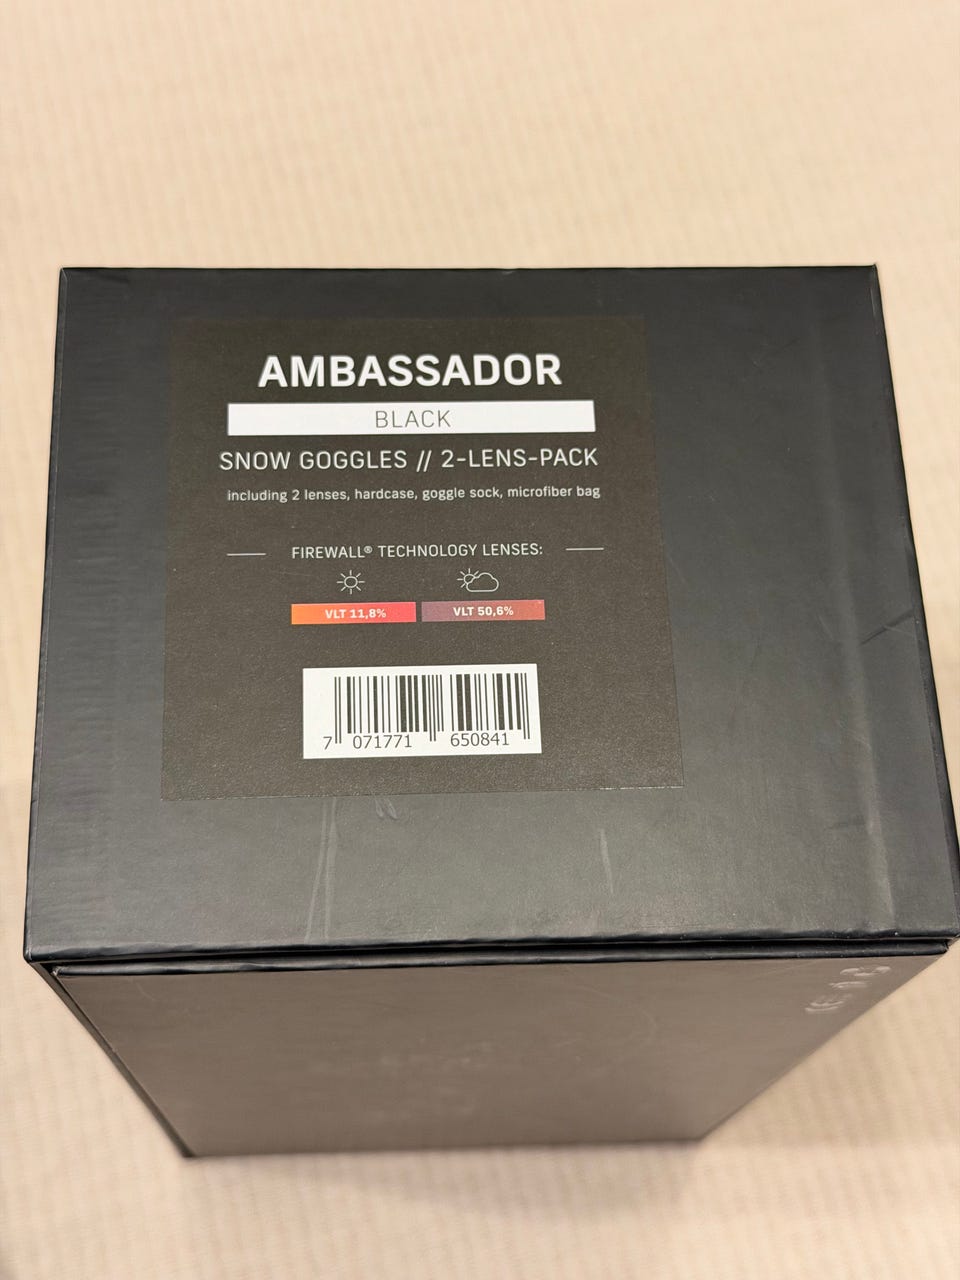 AMBASSADOR
BLACK
SNOW GOGGLES // 2-LENS-PACK
including 2 lenses, hardcase, goggle sock, microfiber bag
FIREWALL® TECHNOLOGY LENSES:
VLT 11,8% VLT 50,6%
7 071771 650841